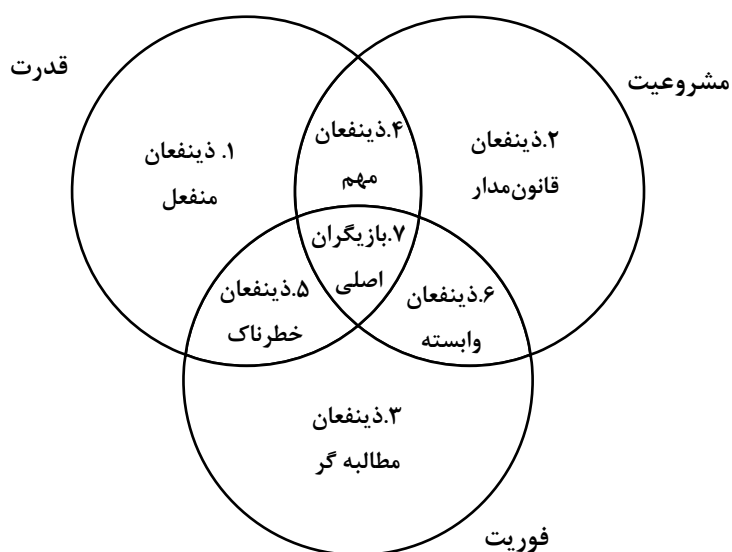 قدرت
مشروعیت
۱. ذینفعان
منفعل
۴.ذینفعان
مهم
۲.ذینفعان
قانون‌مدار
۷.بازیگران
اصلی
۵.ذینفعان
خطرناک
۶.ذینفعان
وابسته
۳.ذینفعان
مطالبه گر
فوریت